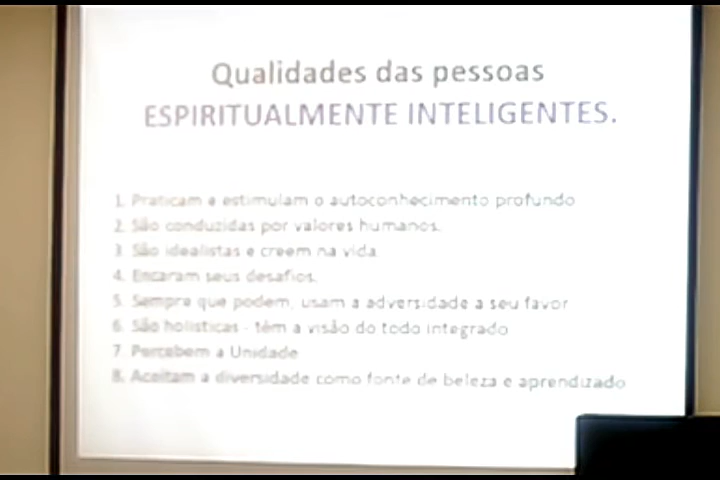 Qualidades das pessoas
ESPIRITUALMENTE INTELIGENTES.
1. Praticam e estimulam o autoconhecimento profundo
2. São conduzidas por valores humanos.
3. São idealistas e creem na vida.
4. Encaram seus desafios.
5. Sempre que podem, usam a adversidade a seu favor
6. São holísticas - têm a visão do todo integrado
7. Percebem a Unidade
8. Aceitam a diversidade como fonte de beleza e aprendizado